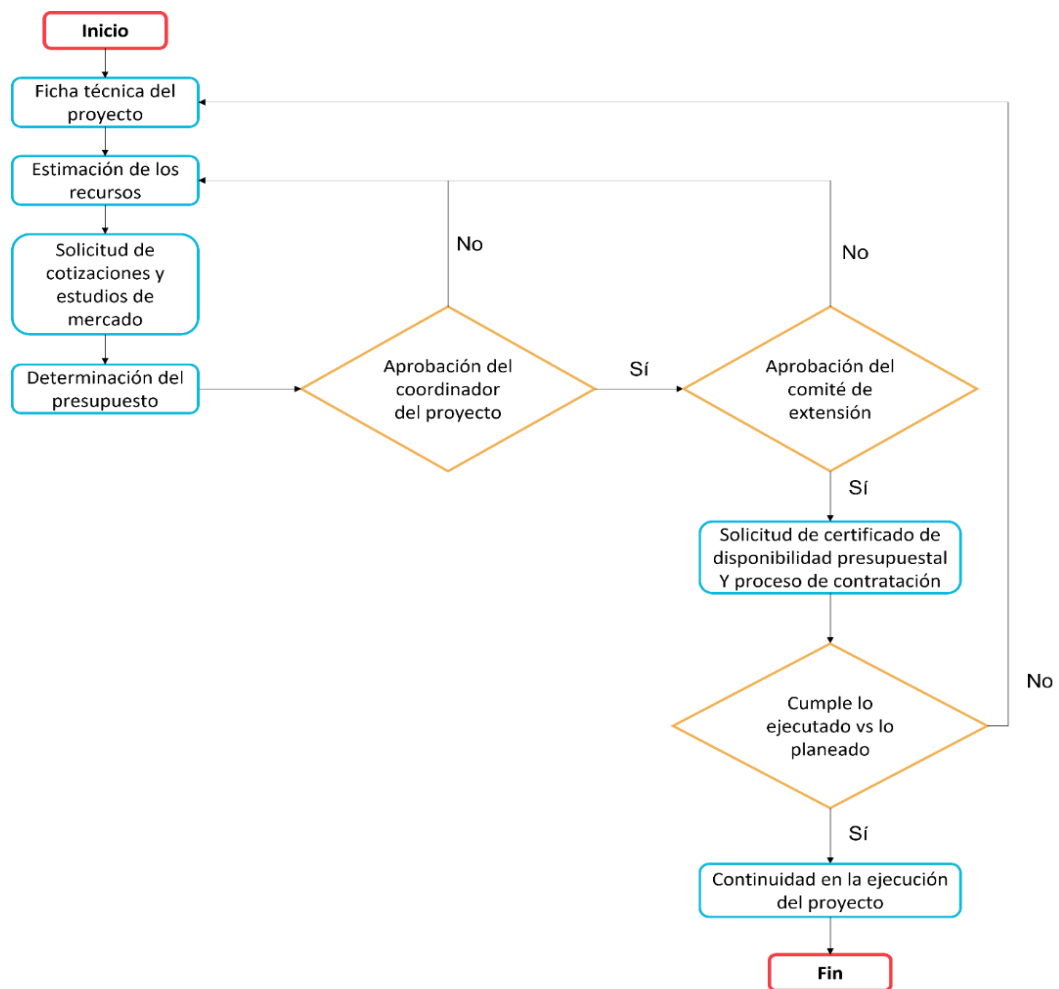 Inicio
Ficha técnica del
proyecto
Estimación de los
recursos
Solicitud de
cotizaciones y
estudios de
mercado
Determinación del
presupuesto
No
Aprobación del
coordinador
del proyecto
Sí
No
Aprobación del
comité de
extensión
Sí
Solicitud de certificado de
disponibilidad presupuestal
Y proceso de contratación
No
Cumple lo
ejecutado vs lo
planeado
Sí
Continuidad en la ejecución
del proyecto
Fin